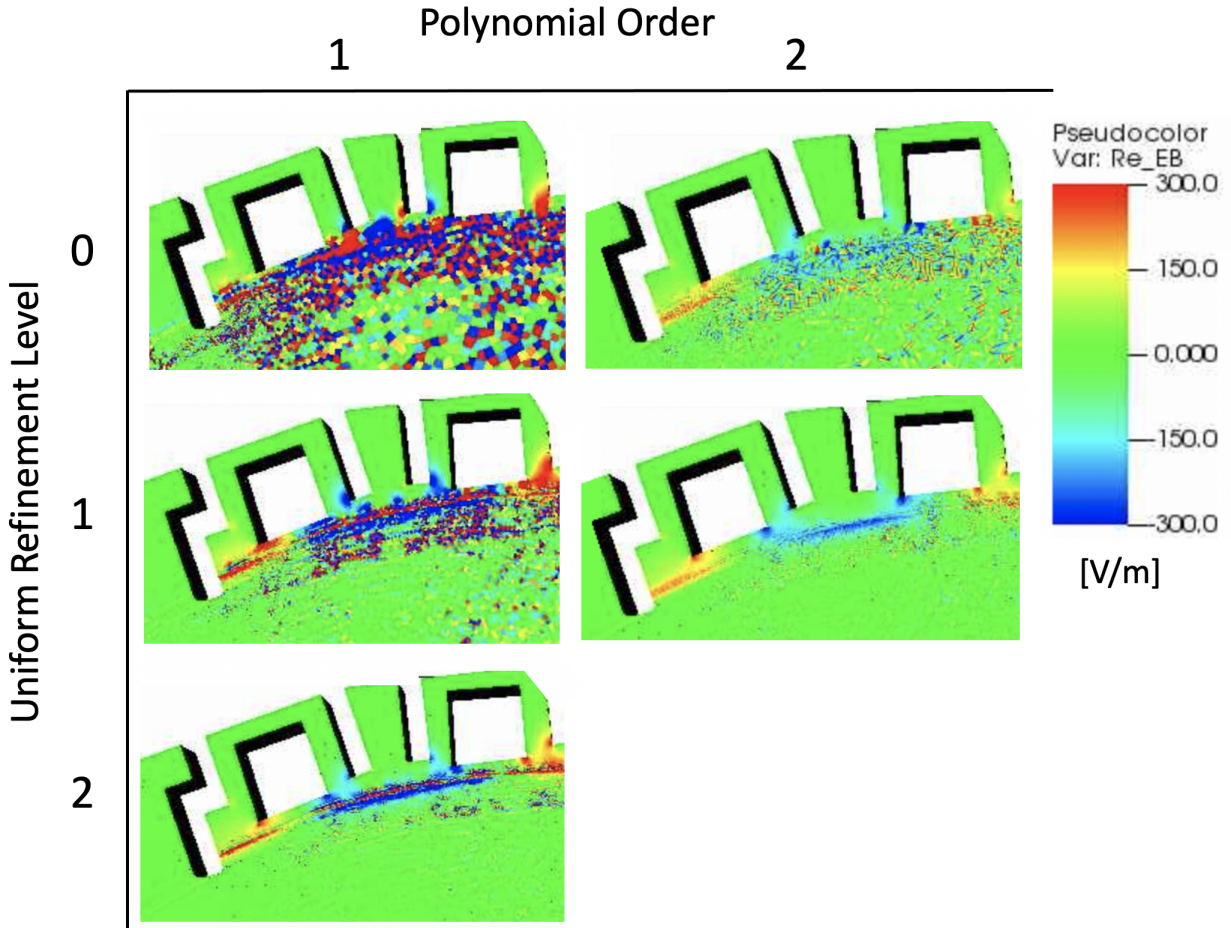 Polynomial Order
1 2
Uniform Refinement Level
0
1
2
Pseudocolor
Var: Re_EB
300.0
150.0
0.000
-150.0
-300.0
[V/m]